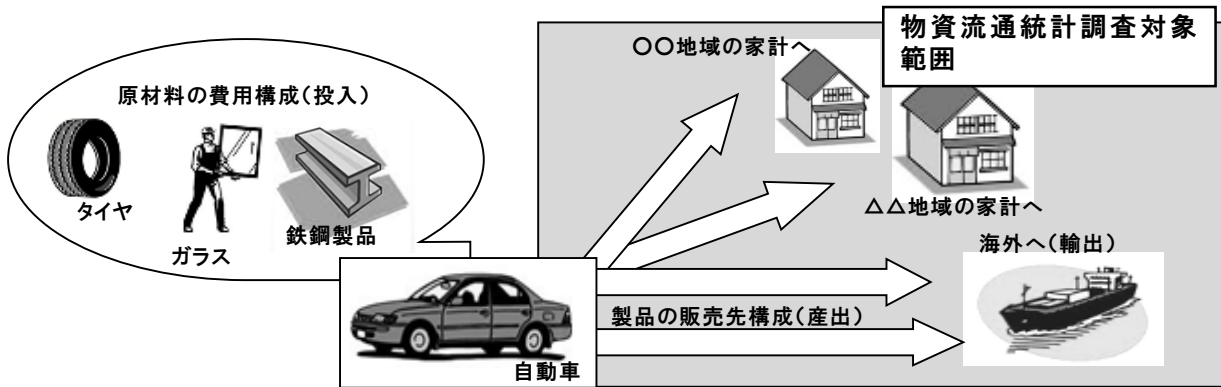 物資流通統計調査対象
範囲
〇〇地域の家計へ
原材料の費用構成（投入）
タイヤ
ガラス
鉄鋼製品
△△地域の家計へ
海外へ（輸出）
製品の販売先構成（産出）
自動車